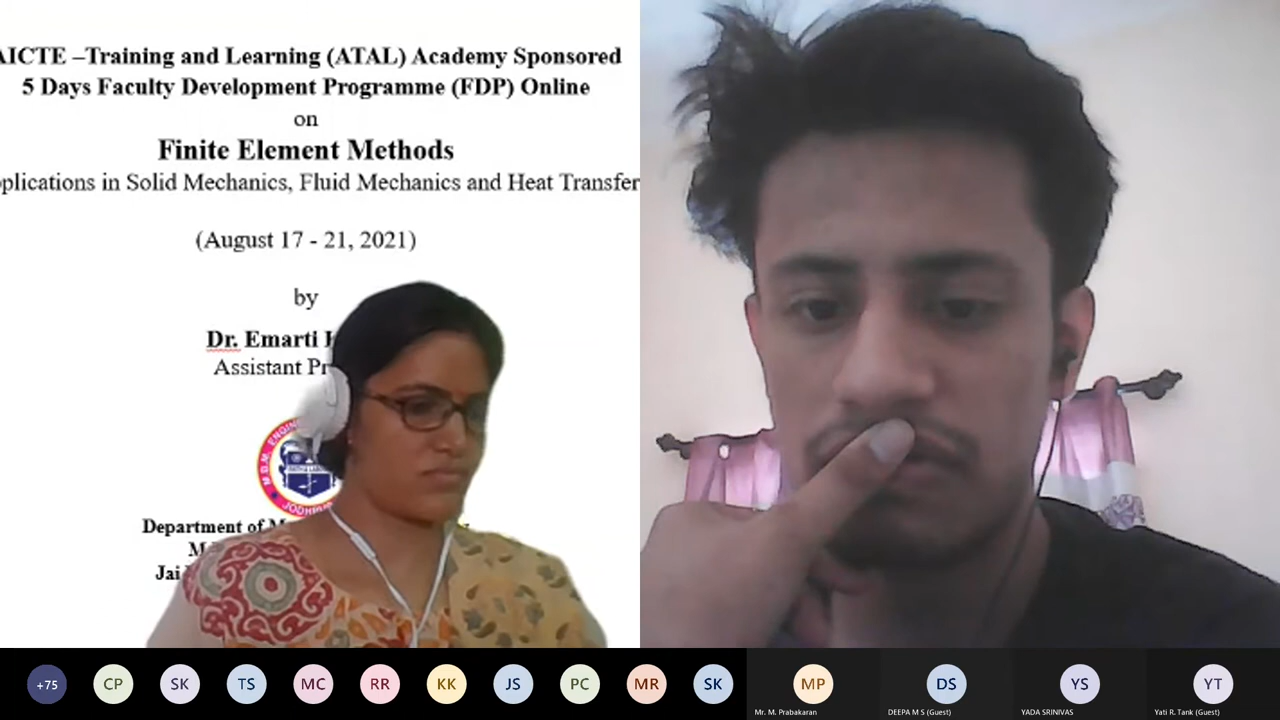 AICTE –Training and Learning (ATAL) Academy Sponsored
5 Days Faculty Development Programme (FDP) Online
on
Finite Element Methods
plications in Solid Mechanics, Fluid Mechanics and Heat Transfer
(August 17 - 21, 2021)
by
Dr. Emarti
Assistant Pr
M.B.M. ENGINE
JODHPUR
Department of M
M
Jai
+75
CP
SK
TS
MC
RR
KK
JS
PC
MR
SK
MP
DS
YS
YT
Mr. M. Prabakaran
DEEPA M S (Guest)
YADA SRINIVAS
Yati R. Tank (Guest)